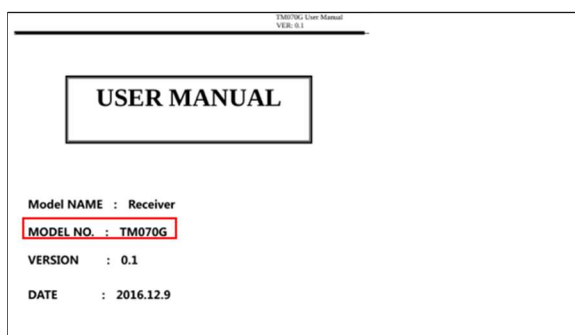 TM070G User Manual
VER: 0.1
USER MANUAL
Model NAME : Receiver
MODEL NO. : TM070G
VERSION : 0.1
DATE : 2016.12.9